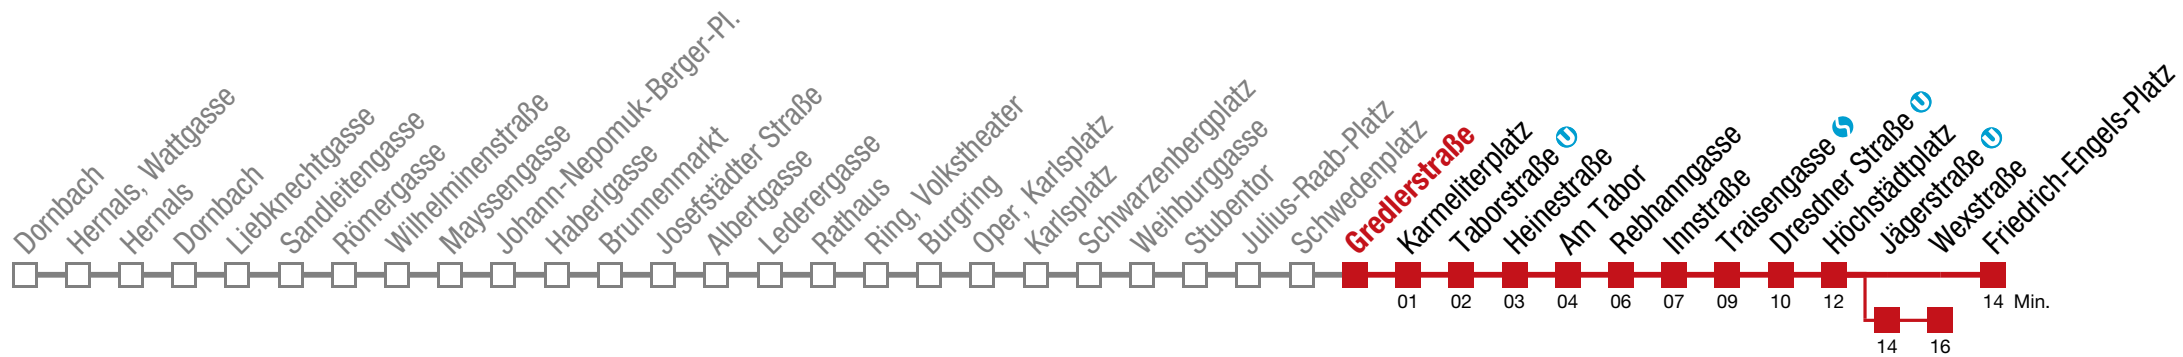 Dornbach
Hernals, Wattgasse
Hernals
Dornbach
Liebknechtgasse
Sandleitengasse
Römergasse
Wilhelminenstraße
Mayssengasse
Johann-Nepomuk-Berger-Pl.
Haberlgasse
Brunnenmarkt
Josefstädter Straße
Albertgasse
Lederergasse
Rathaus
Ring, Volkstheater
Burgring
Oper, Karlsplatz
Karlsplatz
Schwarzenbergplatz
Weihburggasse
Stubentor
Julius-Raab-Platz
Schwedenplatz
Gredlerstraße
Karmeliterplatz
Taborstraße U
Heinestraße
Am Tabor
Rebhanngasse
Innstraße
Traisengasse S
Dresdner Straße U
Höchstädtplatz
Jägerstraße U
Wexstraße
Friedrich-Engels-Platz
01 02 03 04 06 07 09 10 12 14 Min.
14 16